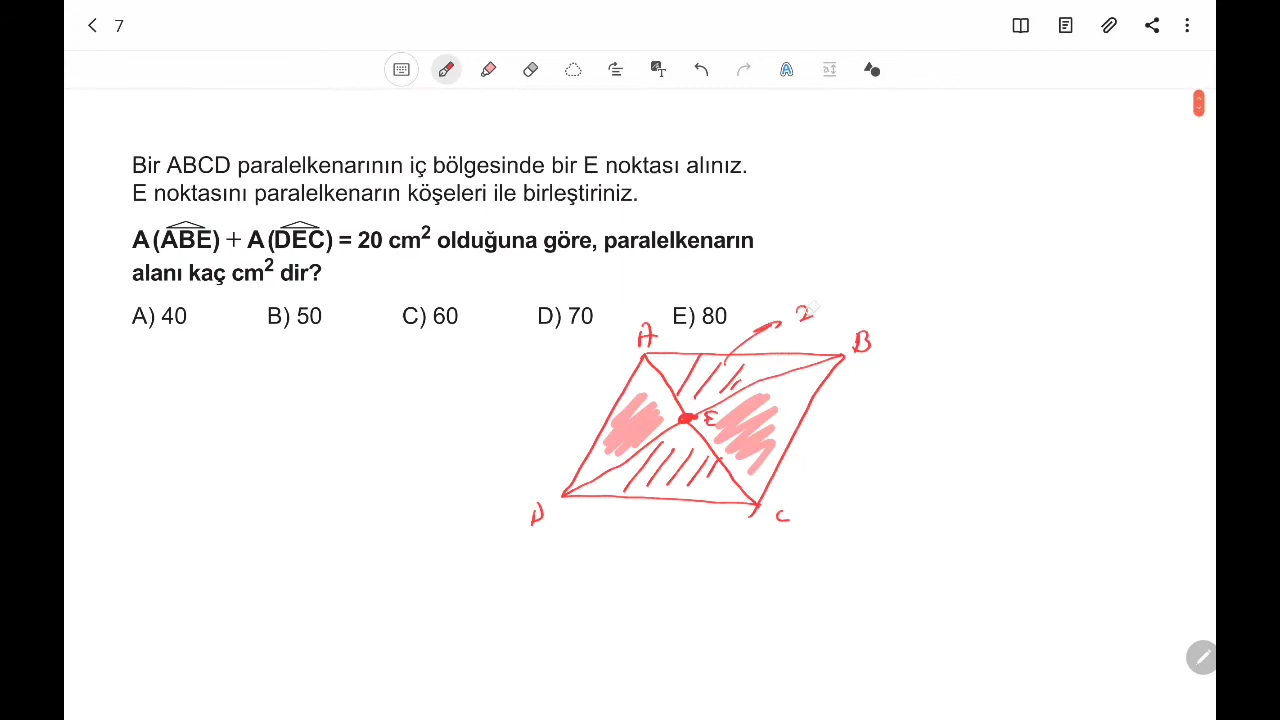 7
Bir ABCD paralelkenarının iç bölgesinde bir E noktası alınız.
E noktasını paralelkenarın köşeleri ile birleştiriniz.
A(ABE) + A(DEC) = 20 cm² olduğuna göre, paralelkenarın
alanı kaç cm² dir?
A) 40 B) 50 C) 60 D) 70 E) 80
2
A B
E
D C